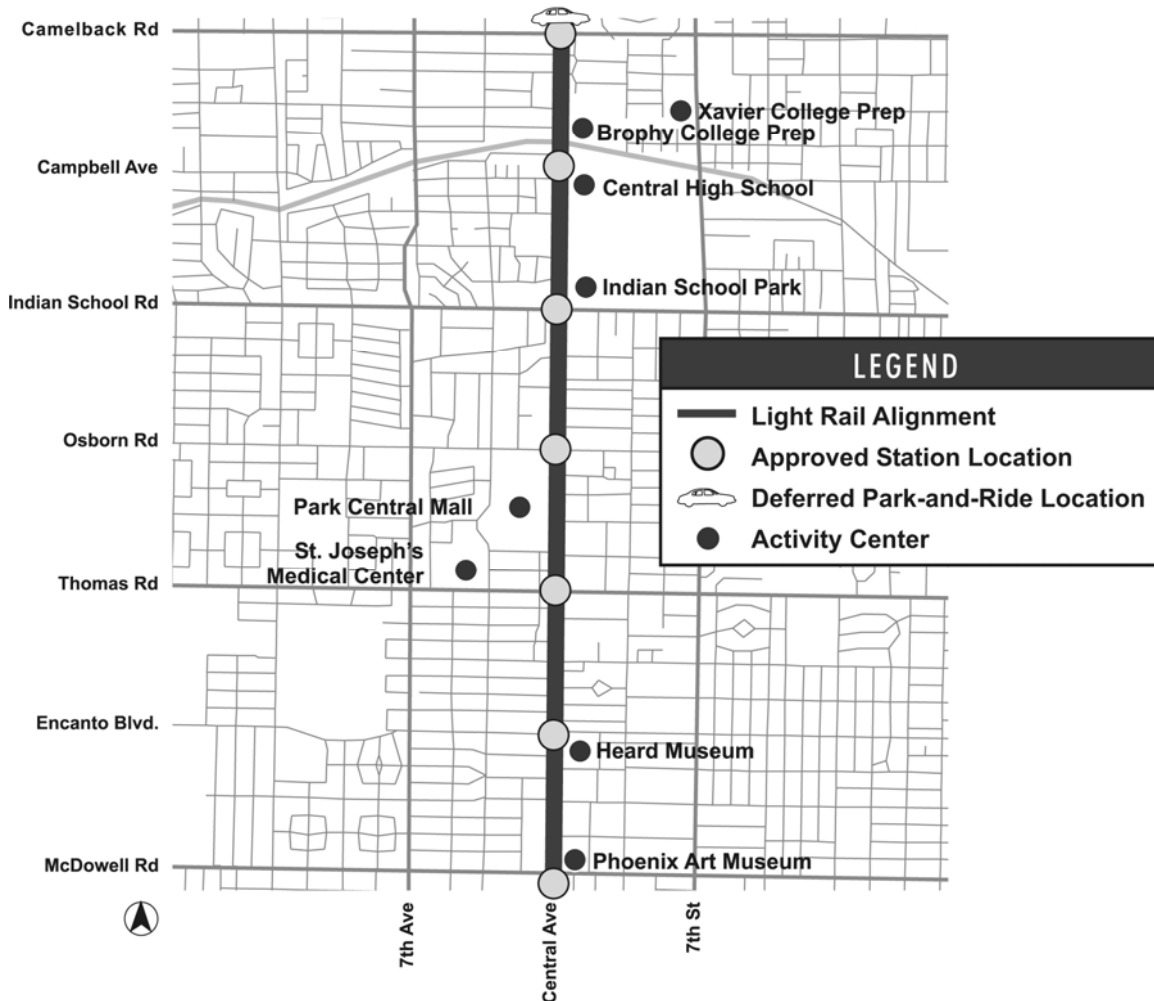 Camelback Rd
Xavier College Prep
Brophy College Prep
Campbell Ave
Central High School
Indian School Park
Indian School Rd
LEGEND
Light Rail Alignment
Osborn Rd
Approved Station Location
Deferred Park-and-Ride Location
Park Central Mall
Activity Center
St. Joseph's
Medical Center
Thomas Rd
Encanto Blvd.
Heard Museum
McDowell Rd
Phoenix Art Museum
7th Ave
Central Ave
7th St